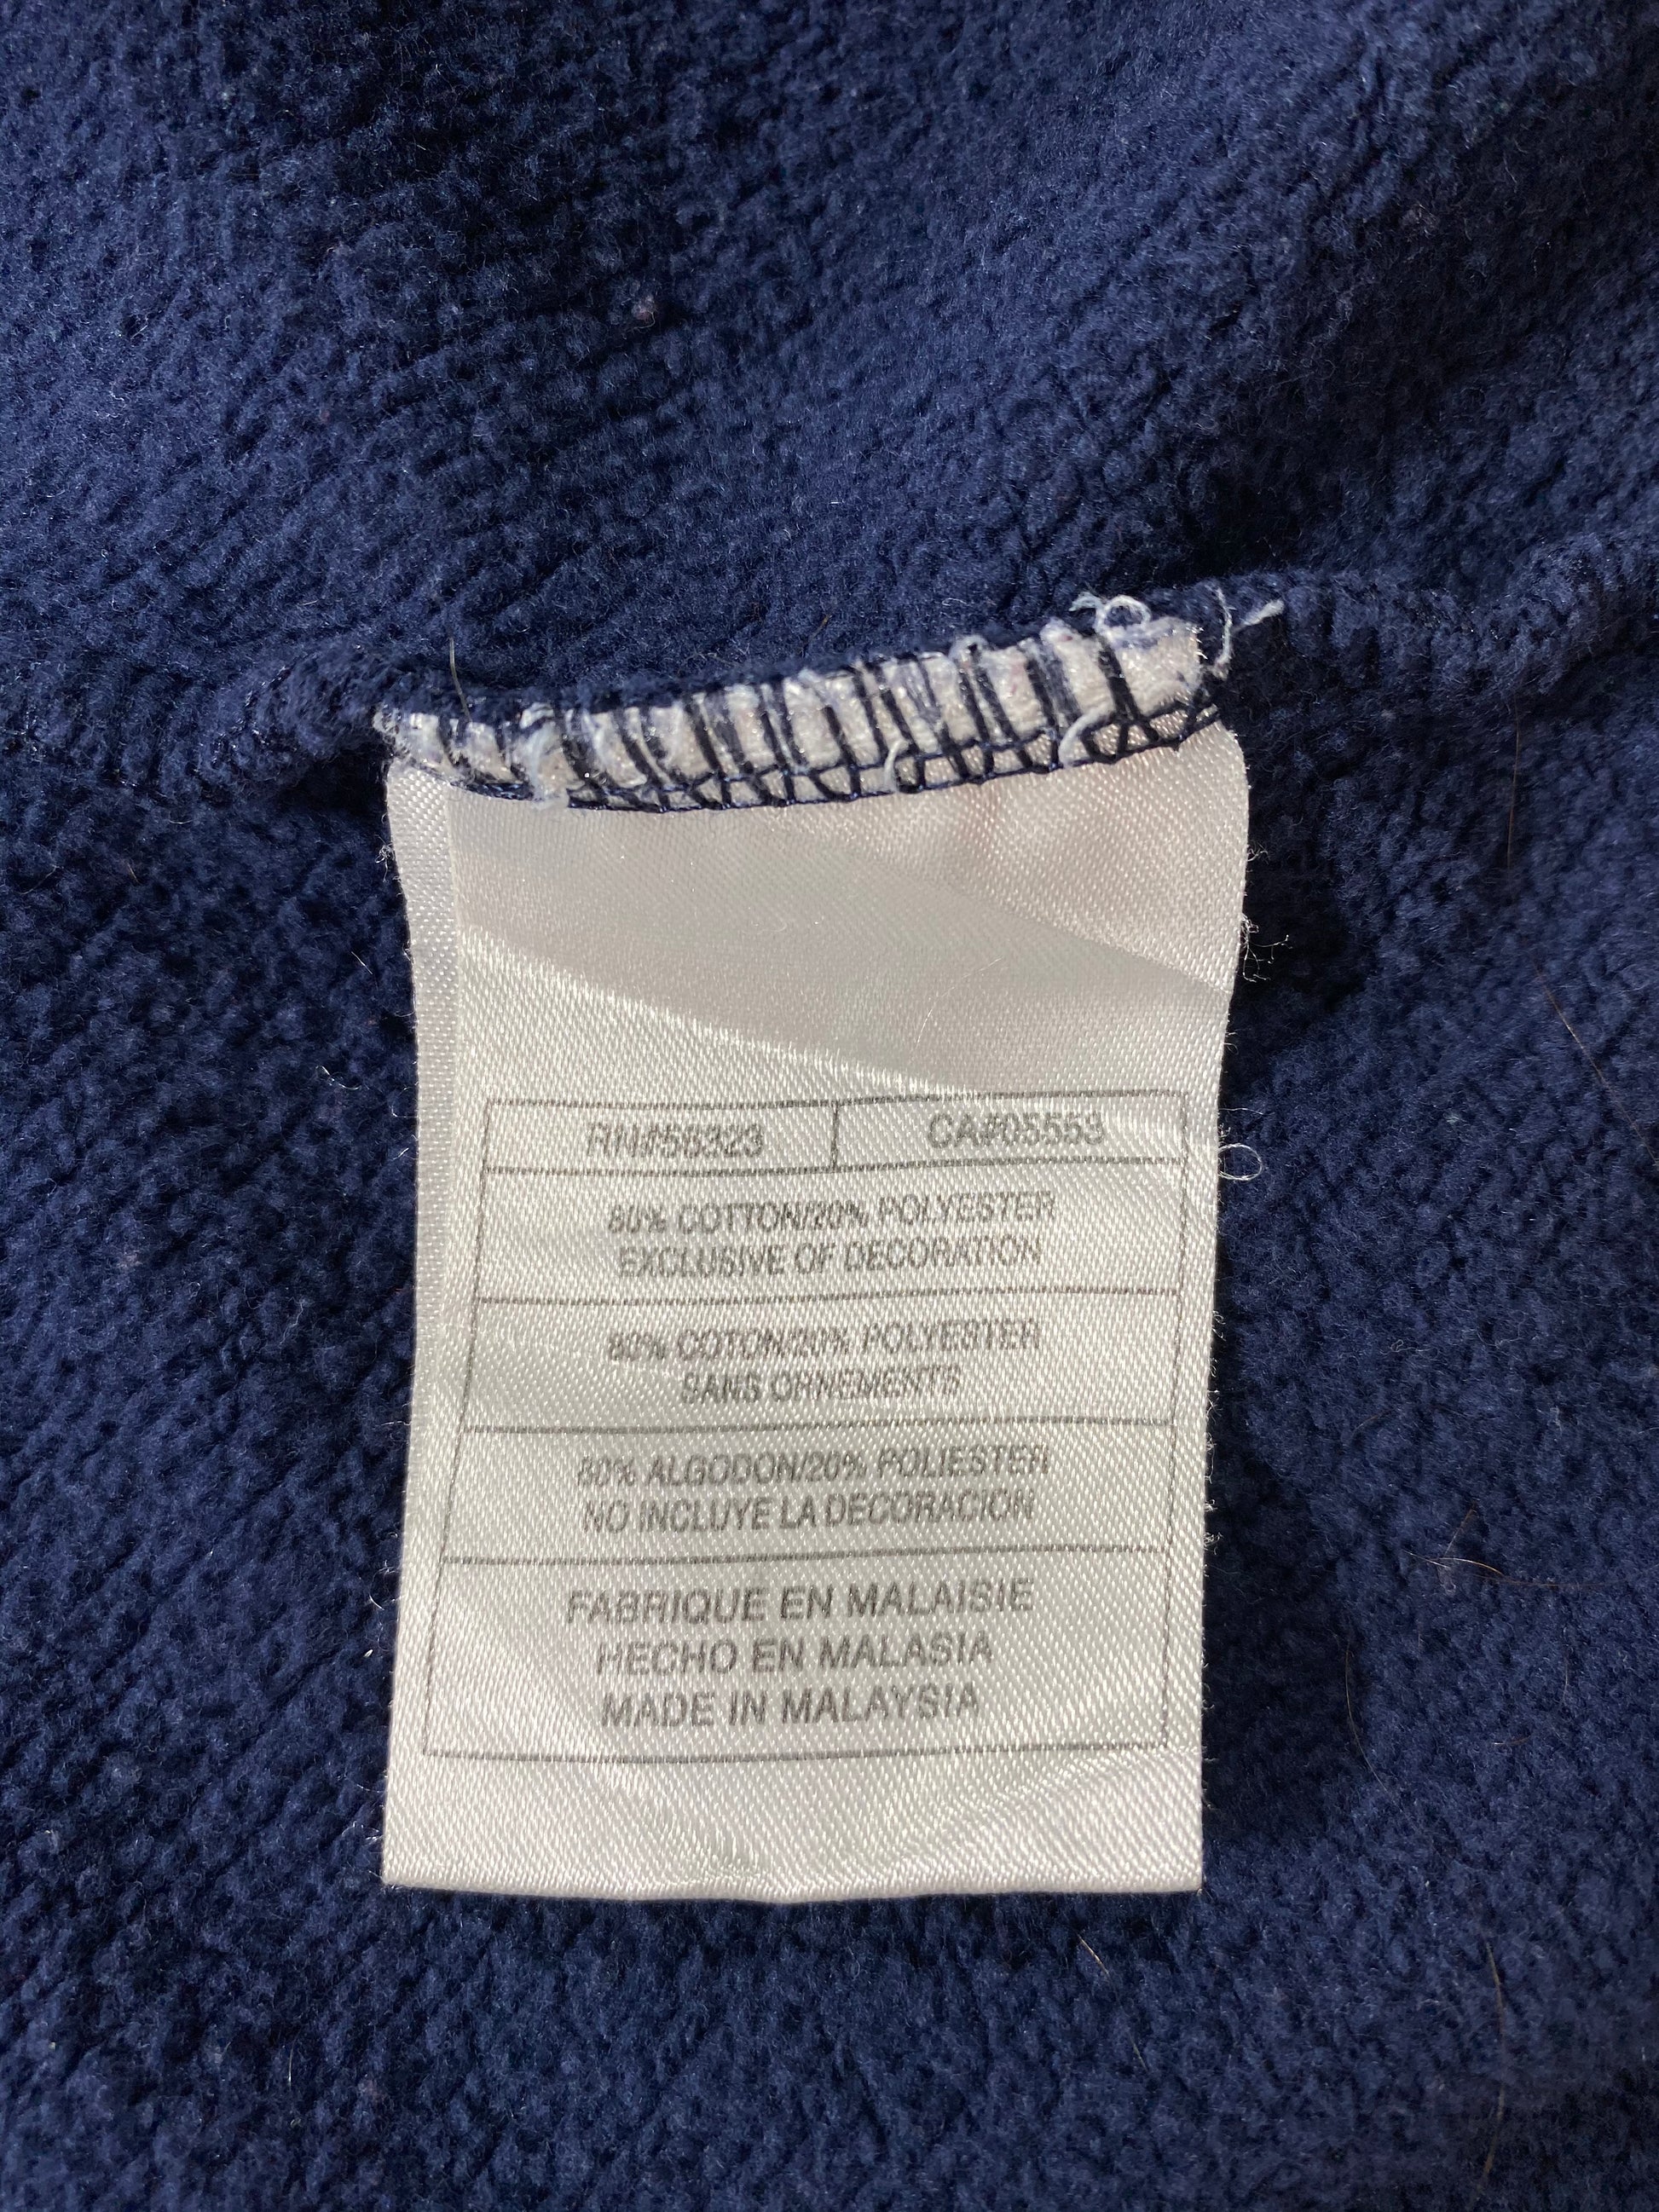 RN#56323 CA#05553
80% COTTON/20% POLYESTER
EXCLUSIVE OF DECORATION
80% COTON/20% POLYESTER
SANS ORNEMENTS
80% ALGODON/20% POLIESTER
NO INCLUYE LA DECORACION
FABRIQUE EN MALAISIE
HECHO EN MALASIA
MADE IN MALAYSIA